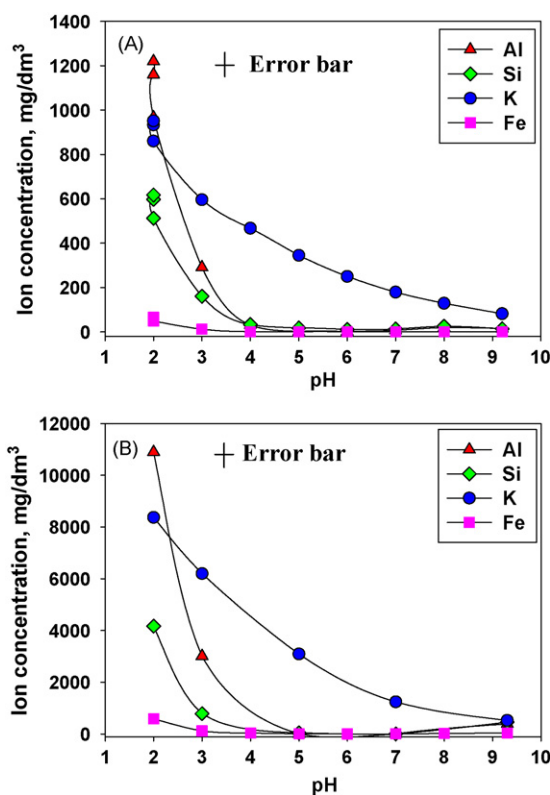 (A)
Error bar
Al
Si
K
Fe
Ion concentration, mg/dm³
1400
1200
1000
800
600
400
200
0
1 2 3 4 5 6 7 8 9 10
pH
(B)
Error bar
Al
Si
K
Fe
Ion concentration, mg/dm³
12000
10000
8000
6000
4000
2000
0
1 2 3 4 5 6 7 8 9 10
pH